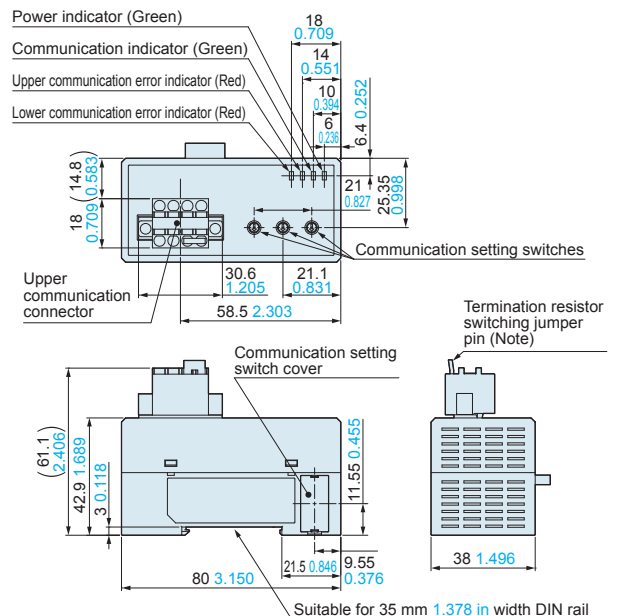 Power indicator (Green)
Communication indicator (Green)
Upper communication error indicator (Red)
Lower communication error indicator (Red)
18
0.709
14
0.551
10
0.394
6
0.236
6.4 0.252
(14.8)
0.583
18
0.709
21
0.827
25.35
0.998
Communication setting switches
Upper
communication
connector
30.6
1.205
21.1
0.831
58.5 2.303
Termination resistor
switching jumper
pin (Note)
Communication setting
switch cover
(61.1)
2.406
42.9 1.689
3 0.118
11.55 0.455
21.5 0.846
9.55
0.376
80 3.150
38 1.496
Suitable for 35 mm 1.378 in width DIN rail